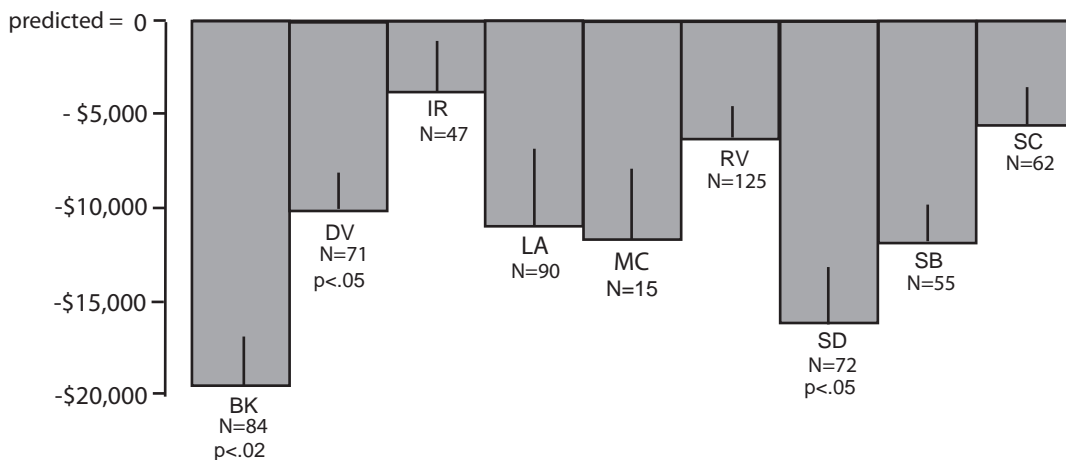 predicted = 0
- $5,000
-$10,000
-$15,000
-$20,000
BK
N=84
p<.02
DV
N=71
p<.05
IR
N=47
LA
N=90
MC
N=15
RV
N=125
SD
N=72
p<.05
SB
N=55
SC
N=62